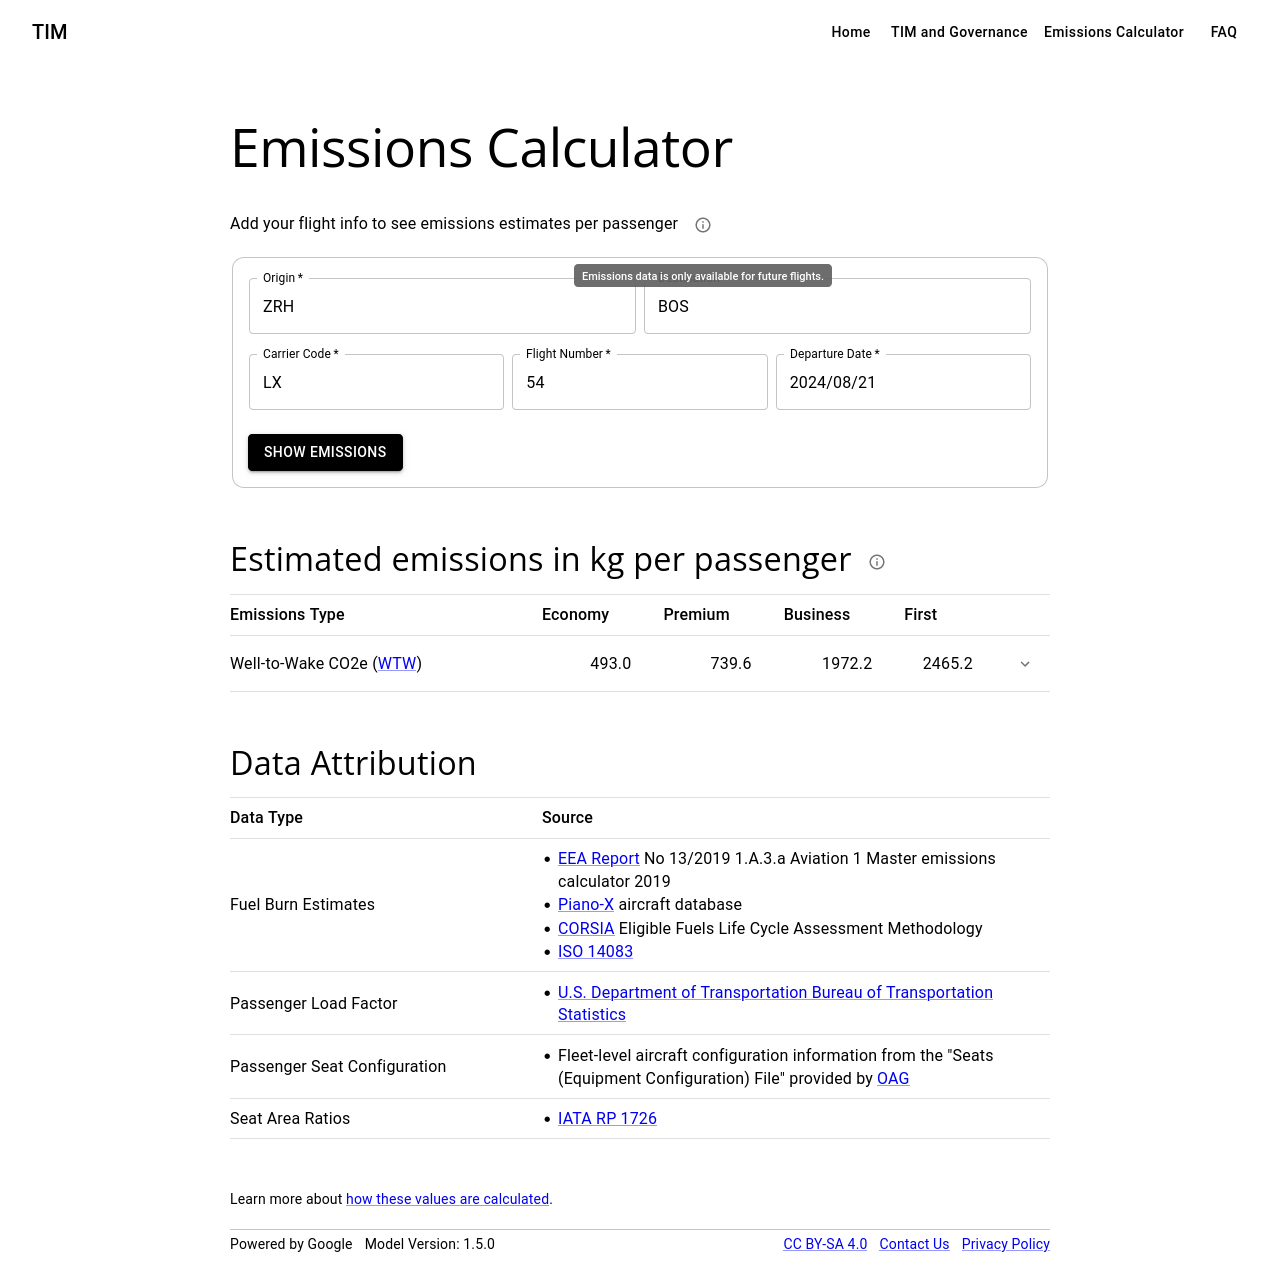 TIM
Home TIM and Governance Emissions Calculator FAQ
Emissions Calculator
Add your flight info to see emissions estimates per passenger
Emissions data is only available for future flights.
Origin *
ZRH
BOS
Carrier Code * Flight Number * Departure Date *
LX 54 2024/08/21
SHOW EMISSIONS
Estimated emissions in kg per passenger
Emissions Type Economy Premium Business First
Well-to-Wake CO2e (WTW) 493.0 739.6 1972.2 2465.2
Data Attribution
Data Type Source
Fuel Burn Estimates
• EEA Report No 13/2019 1.A.3.a Aviation 1 Master emissions
calculator 2019
• Piano-X aircraft database
• CORSIA Eligible Fuels Life Cycle Assessment Methodology
• ISO 14083
Passenger Load Factor
• U.S. Department of Transportation Bureau of Transportation
Statistics
Passenger Seat Configuration
• Fleet-level aircraft configuration information from the "Seats
(Equipment Configuration) File" provided by OAG
Seat Area Ratios
• IATA RP 1726
Learn more about how these values are calculated.
Powered by Google Model Version: 1.5.0 CC BY-SA 4.0 Contact Us Privacy Policy